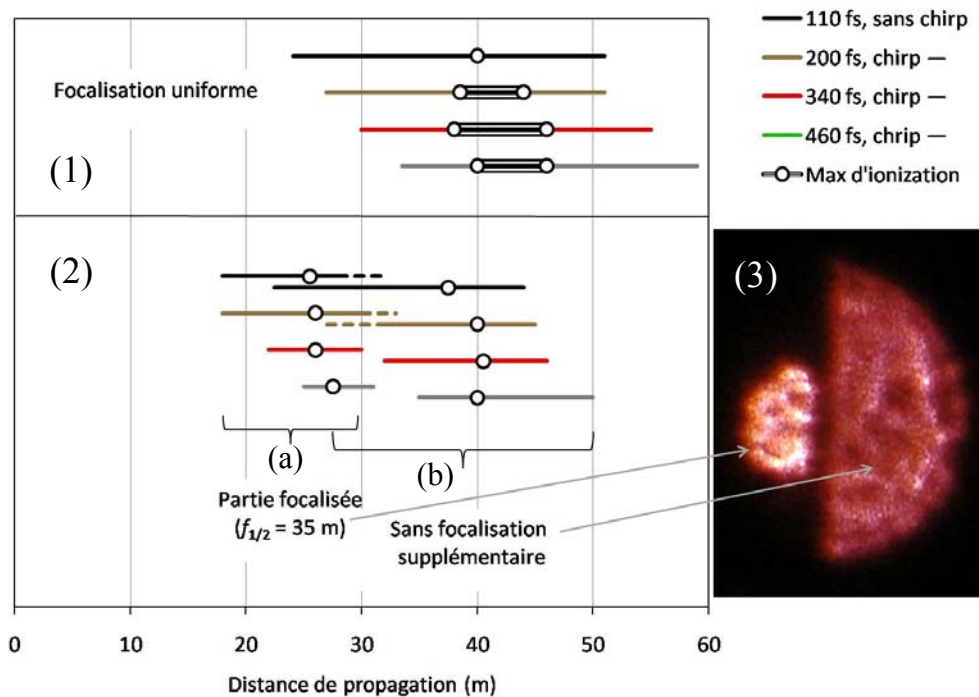 110 fs, sans chirp
200 fs, chirp —
340 fs, chirp —
460 fs, chrip —
Max d'ionization
Focalisation uniforme
(1)
(2)
(3)
(a)
(b)
Partie focalisée
(f1/2 = 35 m)
Sans focalisation
supplémentaire
0 10 20 30 40 50 60
Distance de propagation (m)